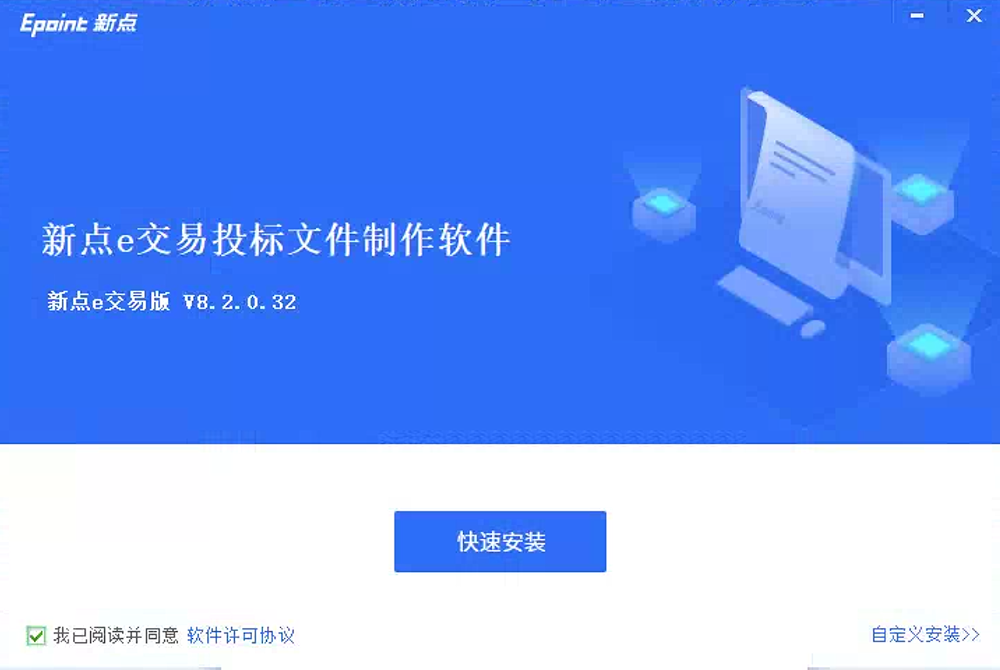 Epoint 新点
新点e交易投标文件制作软件
新点e交易版 V8.2.0.32
快速安装
我已阅读并同意 软件许可协议
自定义安装>>